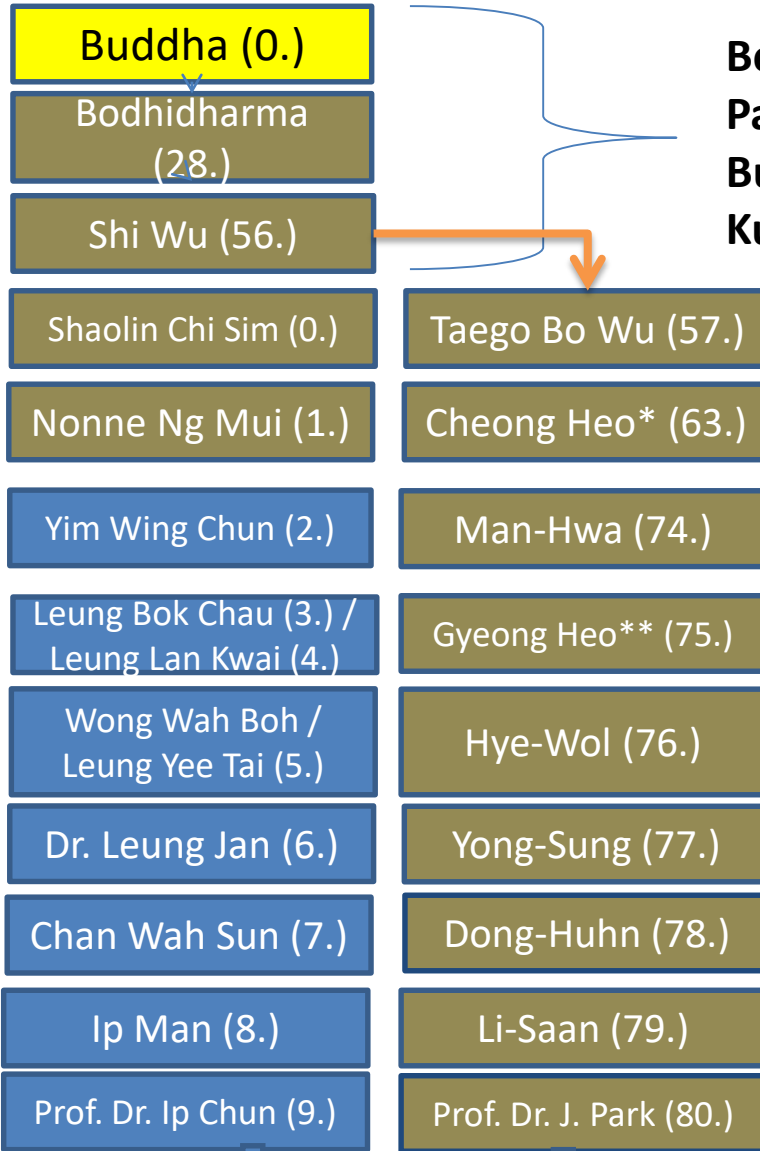 Buddha (0.)
Bodhidharma
(28.)
Shi Wu (56.)
Shaolin Chi Sim (0.)
Nonne Ng Mui (1.)
Yim Wing Chun (2.)
Leung Bok Chau (3.) /
Leung Lan Kwai (4.)
Wong Wah Boh /
Leung Yee Tai (5.)
Dr. Leung Jan (6.)
Chan Wah Sun (7.)
Ip Man (8.)
Prof. Dr. Ip Chun (9.)
Taego Bo Wu (57.)
Cheong Heo* (63.)
Man-Hwa (74.)
Gyeong Heo** (75.)
Hye-Wol (76.)
Yong-Sung (77.)
Dong-Huhn (78.)
Li-Saan (79.)
Prof. Dr. J. Park (80.)